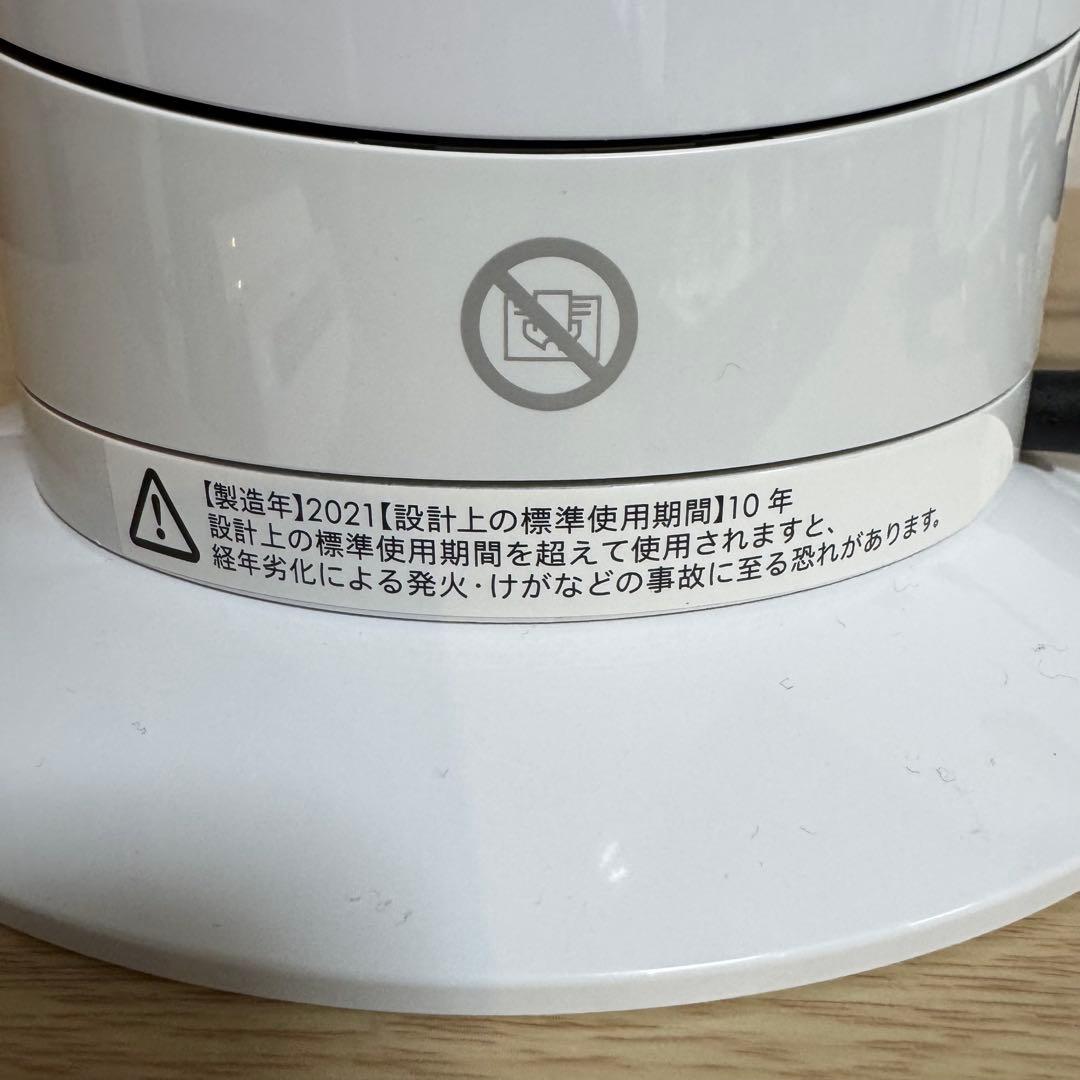 【製造年】2021【設計上の標準使用期間】10年
設計上の標準使用期間を超えて使用されますと、
経年劣化による発火・けがなどの事故に至る恐れがあります。